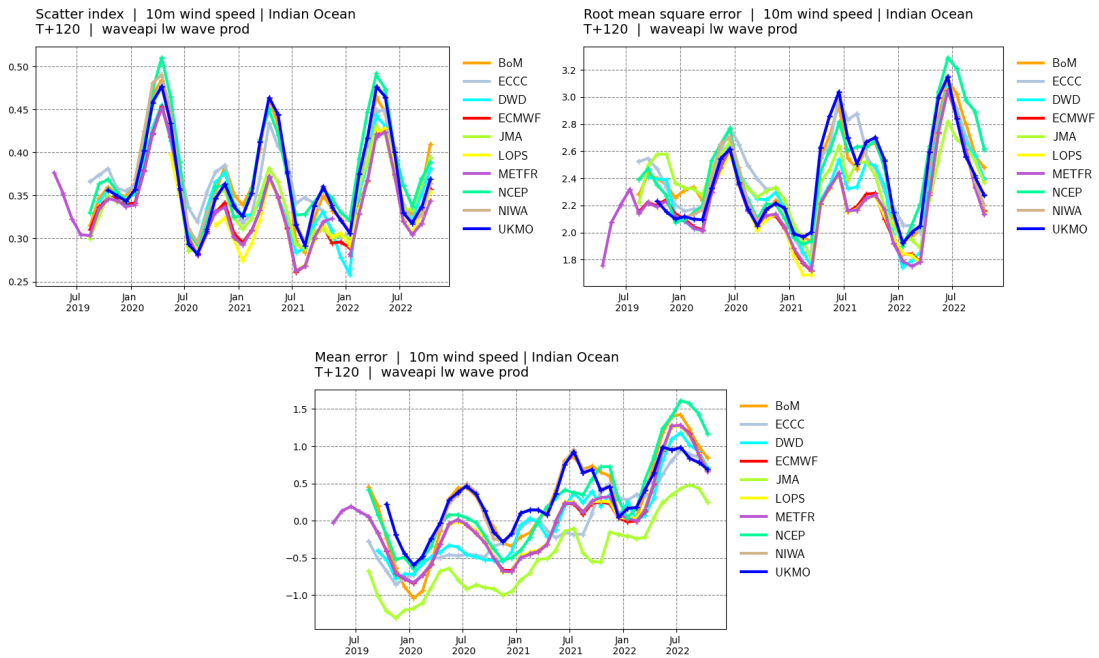 Scatter index | 10m wind speed | Indian Ocean
T+120 | waveapi lw wave prod
0.50
0.45
0.40
0.35
0.30
0.25
Jul
2019
Jan
2020
Jul
2020
Jan
2021
Jul
2021
Jan
2022
Jul
2022
BoM
ECCC
DWD
ECMWF
JMA
LOPS
METFR
NCEP
NIWA
UKMO
Root mean square error | 10m wind speed | Indian Ocean
T+120 | waveapi lw wave prod
3.2
3.0
2.8
2.6
2.4
2.2
2.0
1.8
Jul
2019
Jan
2020
Jul
2020
Jan
2021
Jul
2021
Jan
2022
Jul
2022
BoM
ECCC
DWD
ECMWF
JMA
LOPS
METFR
NCEP
NIWA
UKMO
Mean error | 10m wind speed | Indian Ocean
T+120 | waveapi lw wave prod
1.5
1.0
0.5
0.0
−0.5
−1.0
Jul
2019
Jan
2020
Jul
2020
Jan
2021
Jul
2021
Jan
2022
Jul
2022
BoM
ECCC
DWD
ECMWF
JMA
LOPS
METFR
NCEP
NIWA
UKMO